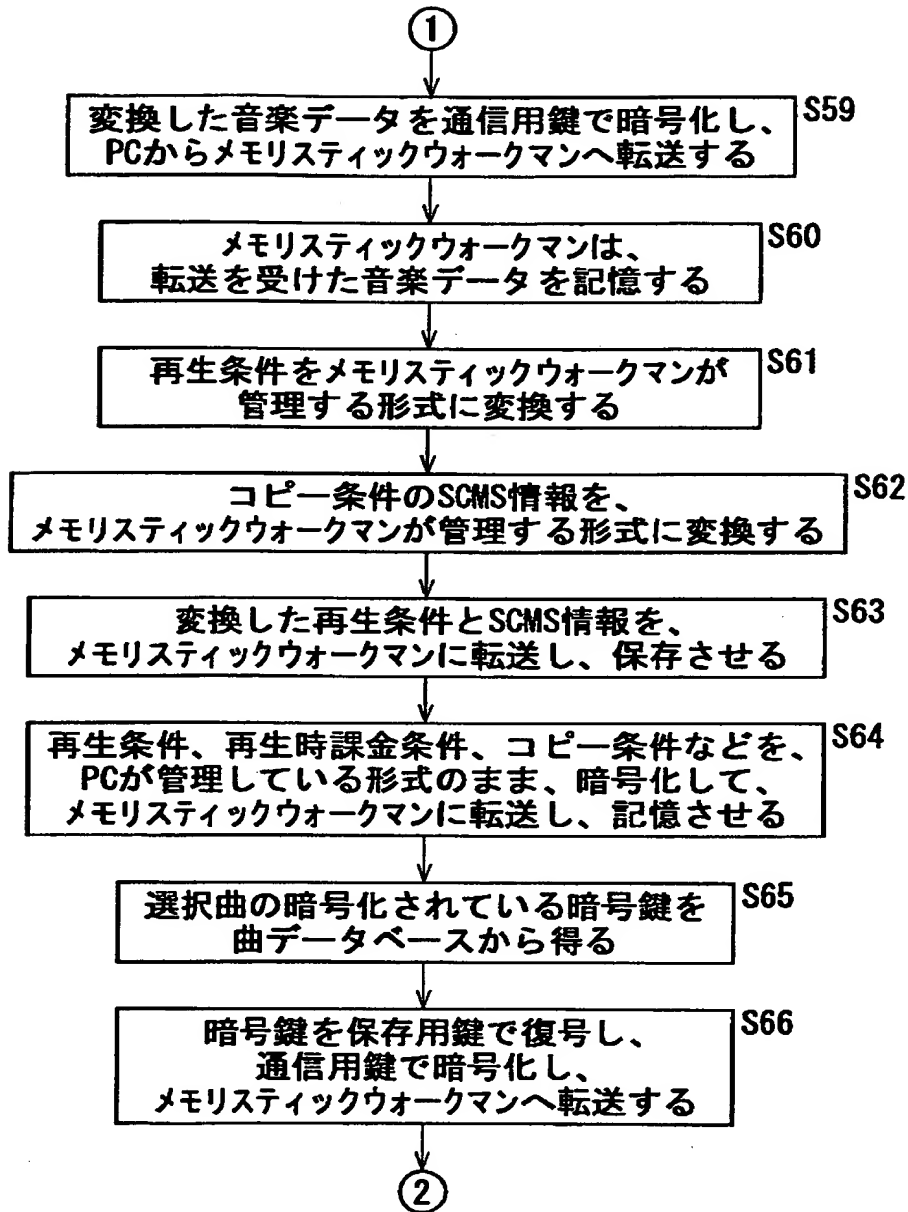 1
変換した音楽データを通信用鍵で暗号化し、
PCからメモリスティックウォークマンへ転送する
S59
メモリスティックウォークマンは、
転送を受けた音楽データを記憶する
S60
再生条件をメモリスティックウォークマンが
管理する形式に変換する
S61
コピー条件のSCMS情報を、
メモリスティックウォークマンが管理する形式に変換する
S62
変換した再生条件とSCMS情報を、
メモリスティックウォークマンに転送し、保存させる
S63
再生条件、再生時課金条件、コピー条件などを、
PCが管理している形式のまま、暗号化して、
メモリスティックウォークマンに転送し、記憶させる
S64
選択曲の暗号化されている暗号鍵を
曲データベースから得る
S65
暗号鍵を保存用鍵で復号し、
通信用鍵で暗号化し、
メモリスティックウォークマンへ転送する
S66
2